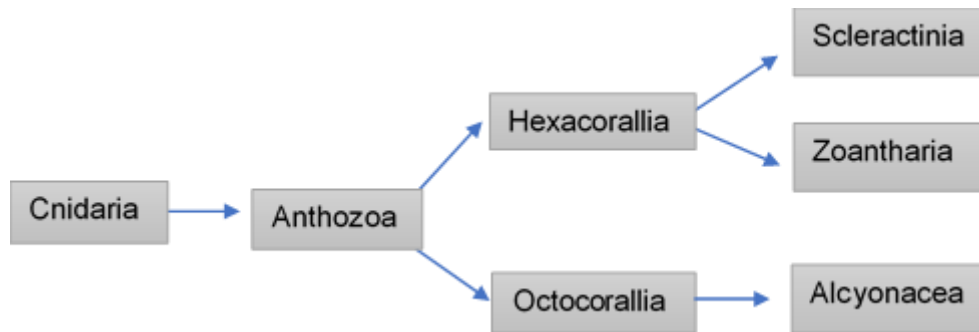 Scleractinia
Hexacorallia
Zoantharia
Cnidaria
Anthozoa
Octocorallia
Alcyonacea